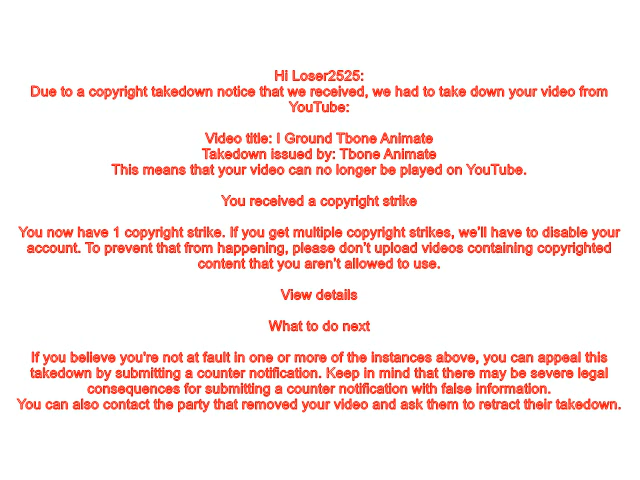 Hi Loser2525:
Due to a copyright takedown notice that we received, we had to take down your video from
YouTube:
Video title: I Ground Tbone Animate
Takedown issued by: Tbone Animate
This means that your video can no longer be played on YouTube.
You received a copyright strike
You now have 1 copyright strike. If you get multiple copyright strikes, we'll have to disable your
account. To prevent that from happening, please don't upload videos containing copyrighted
content that you aren't allowed to use.
View details
What to do next
If you believe you're not at fault in one or more of the instances above, you can appeal this
takedown by submitting a counter notification. Keep in mind that there may be severe legal
consequences for submitting a counter notification with false information.
You can also contact the party that removed your video and ask them to retract their takedown.